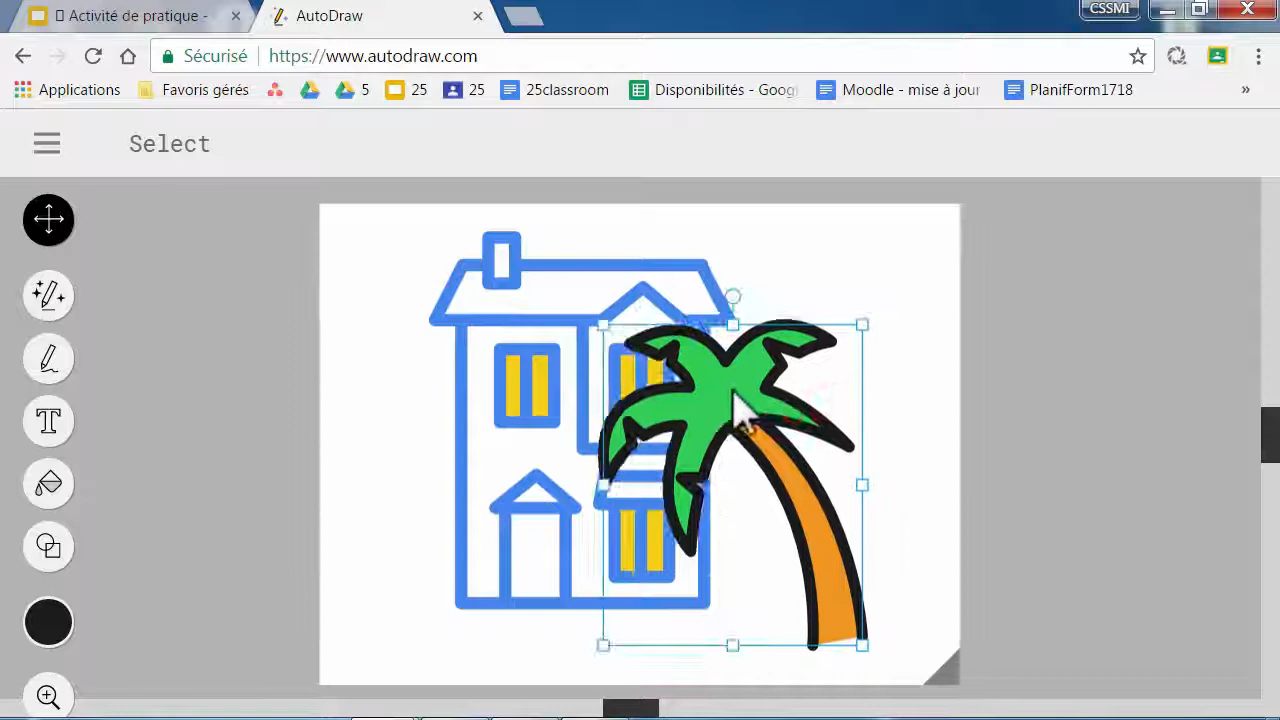 Activité de pratique -
AutoDraw
CSSMI
Sécurisé
https://www.autodraw.com
Applications
Favoris gérés
5
25
25
25classroom
Disponibilités - Goog
Moodle - mise à jour
PlanifForm1718
»
Select
T